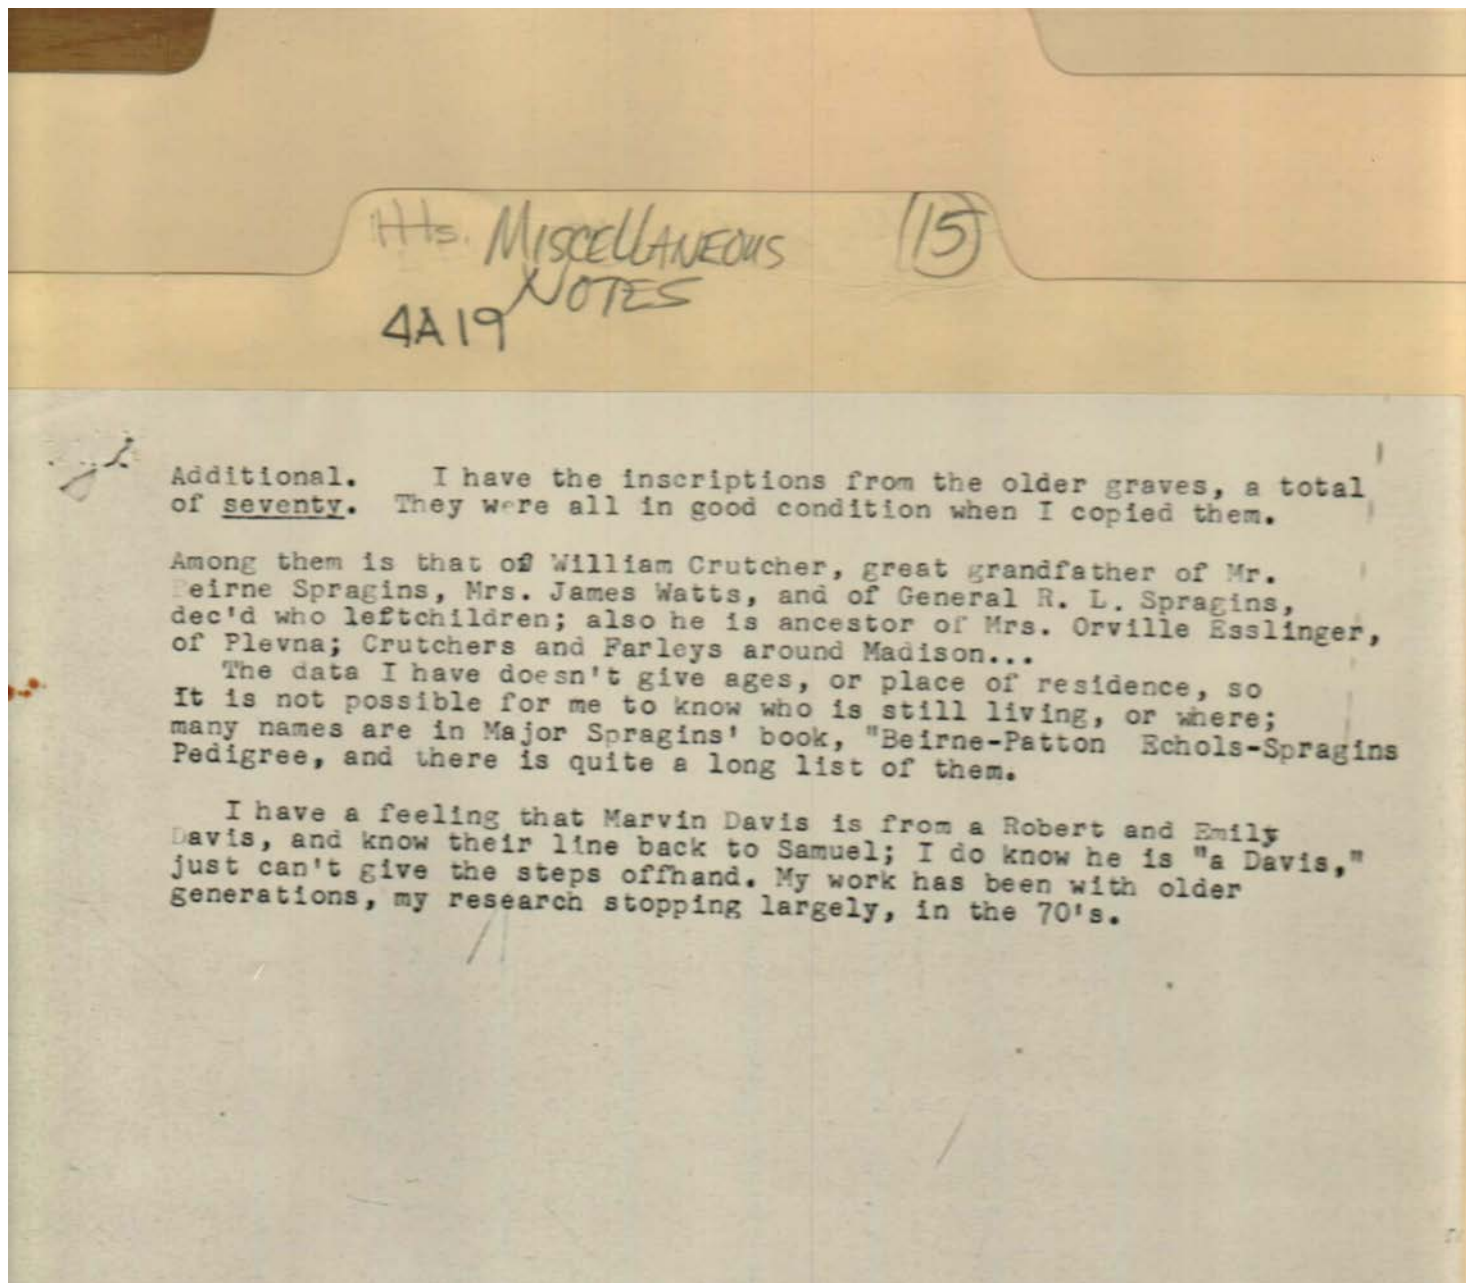 Hts. MISCELLANEOUS (15)
NOTES
4A19
Additional. I have the inscriptions from the older graves, a total
of seventy. They were all in good condition when I copied them.
Among them is that of William Crutcher, great grandfather of Mr.
Beirne Spragins, Mrs. James Watts, and of General R. L. Spragins,
dec'd who leftchildren; also he is ancestor of Mrs. Orville Esslinger,
of Plevna; Crutchers and Farleys around Madison...
The data I have doesn't give ages, or place of residence, so
It is not possible for me to know who is still living, or where;
many names are in Major Spragins' book, "Beirne-Patton Echols-Spragins
Pedigree, and there is quite a long list of them.
I have a feeling that Marvin Davis is from a Robert and Emily
Davis, and know their line back to Samuel; I do know he is "a Davis,"
just can't give the steps offhand. My work has been with older
generations, my research stopping largely, in the 70's.